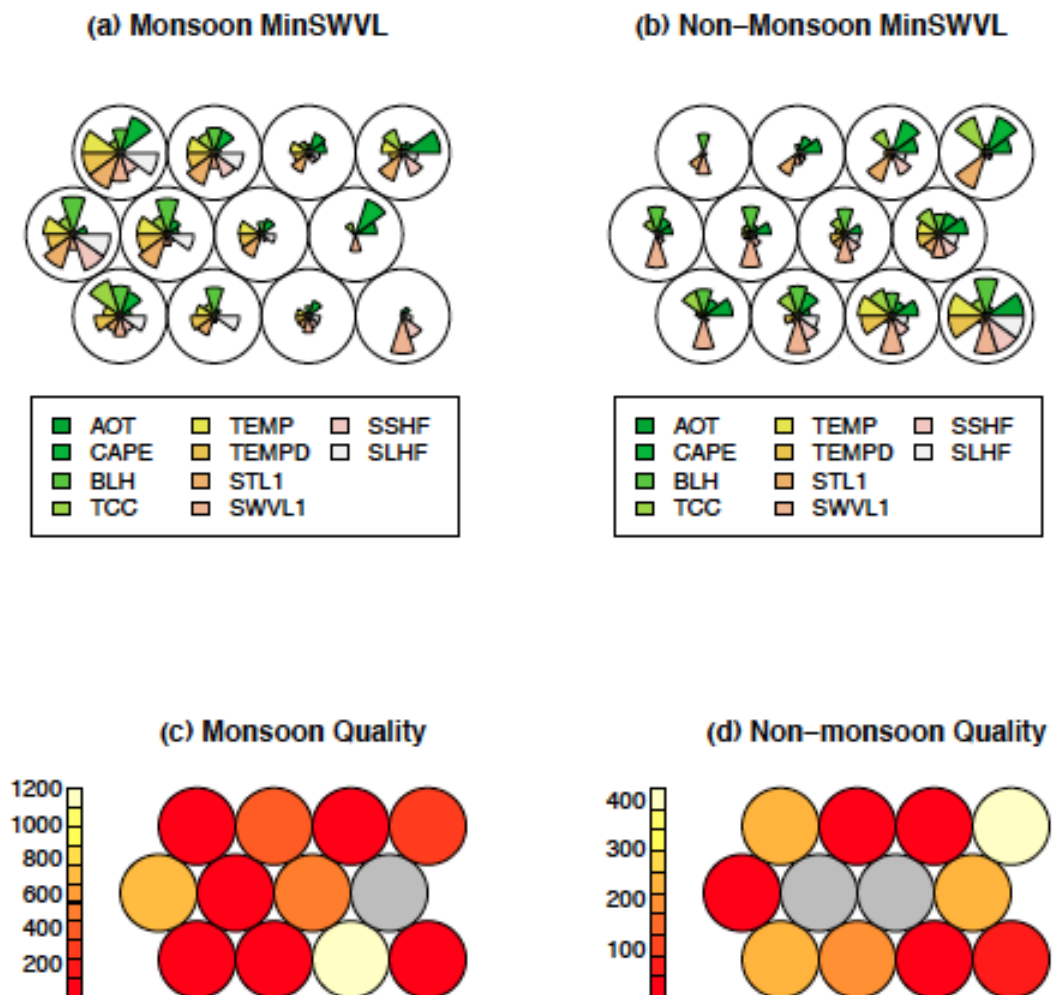 (a) Monsoon MinSWVL
(b) Non−Monsoon MinSWVL
AOT TEMP SSHF
CAPE TEMPD SLHF
BLH STL1
TCC SWVL1
AOT TEMP SSHF
CAPE TEMPD SLHF
BLH STL1
TCC SWVL1
(c) Monsoon Quality
(d) Non−monsoon Quality
1200
1000
800
600
400
200
400
300
200
100